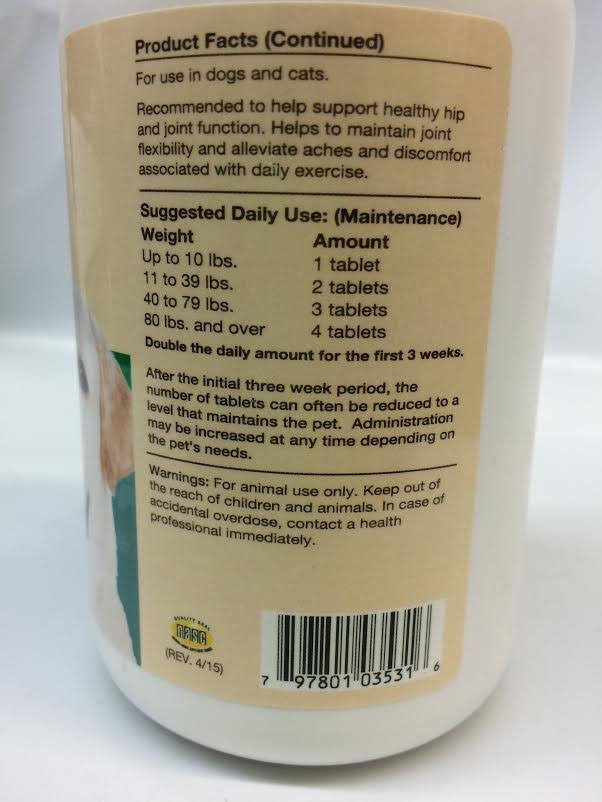 Product Facts (Continued)
For use in dogs and cats.
Recommended to help support healthy hip
and joint function. Helps to maintain joint
flexibility and alleviate aches and discomfort
associated with daily exercise.
Suggested Daily Use: (Maintenance)
Weight Amount
Up to 10 lbs. 1 tablet
11 to 39 lbs. 2 tablets
40 to 79 lbs. 3 tablets
80 lbs. and over 4 tablets
Double the daily amount for the first 3 weeks.
After the initial three week period, the
number of tablets can often be reduced to a
level that maintains the pet. Administration
may be increased at any time depending on
the pet's needs.
Warnings: For animal use only. Keep out of
the reach of children and animals. In case of
accidental overdose, contact a health
professional immediately.
QUALITY SEAL
nasc
(REV. 4/15)
7 97801 03531 6